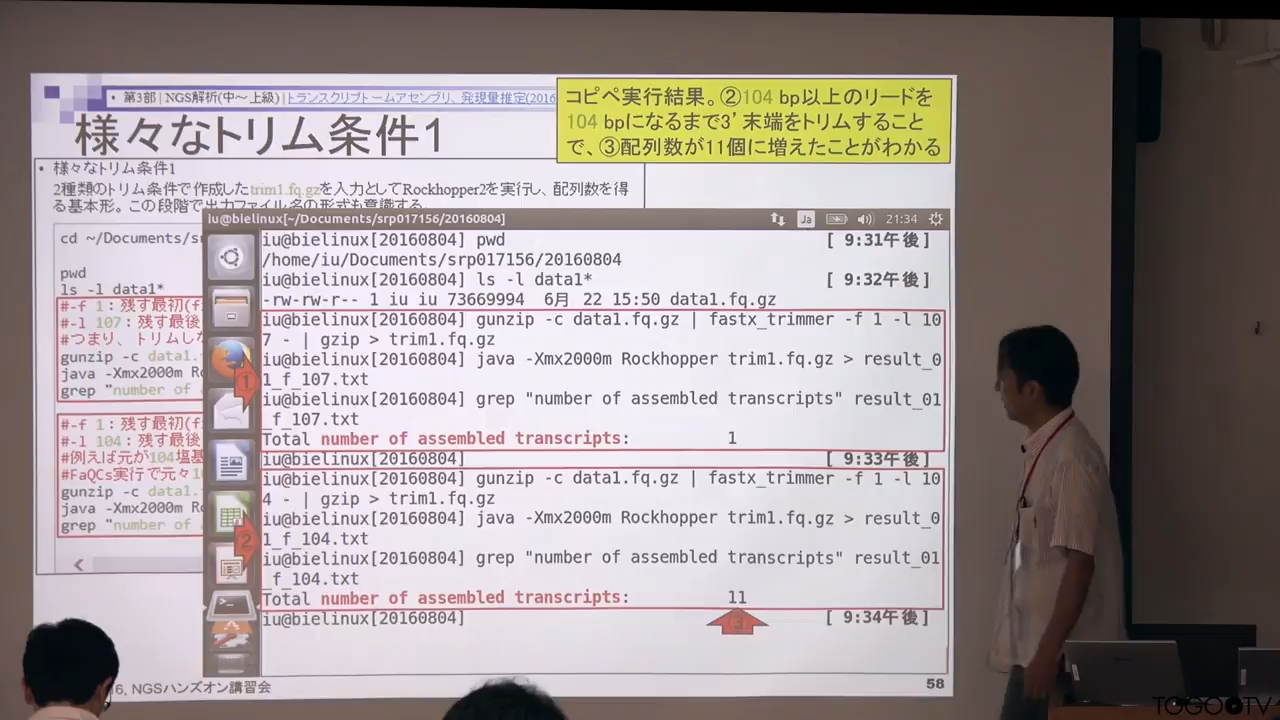 • 第3部 | NGS解析(中～上級) | トランスクリプトームアセンブリ、発現量推定(2016
様々なトリム条件1
コピペ実行結果。②104 bp以上のリードを
104 bpになるまで3’末端をトリムすること
で、③配列数が11個に増えたことがわかる
• 様々なトリム条件1
2種類のトリム条件で作成したtrim1.fq.gzを入力としてRockhopper2を実行し、配列数を得
る基本形。この段階で出力ファイル名の形式も意識する。
cd ~/Documents/s
pwd
ls -l data1*
#-f 1：残す最初(f
#-l 107：残す最後
#つまり、トリムしな
gunzip -c data1.
java -Xmx2000m R
grep "number of
#-f 1：残す最初(f
#-l 104：残す最後
#例えば元が104塩基
#FaQCs実行で元々1
gunzip -c data1.
java -Xmx2000m R
grep "number of
iu@bielinux[~/Documents/srp017156/20160804]
Ja
21:34
iu@bielinux[20160804] pwd [ 9:31午後]
/home/iu/Documents/srp017156/20160804
iu@bielinux[20160804] ls -l data1* [ 9:32午後]
-rw-rw-r-- 1 iu iu 73669994 6月 22 15:50 data1.fq.gz
iu@bielinux[20160804] gunzip -c data1.fq.gz | fastx_trimmer -f 1 -l 10
7 - | gzip > trim1.fq.gz
iu@bielinux[20160804] java -Xmx2000m Rockhopper trim1.fq.gz > result_0
1_f_107.txt
iu@bielinux[20160804] grep "number of assembled transcripts" result_01
_f_107.txt
Total number of assembled transcripts: 1
iu@bielinux[20160804] [ 9:33午後]
iu@bielinux[20160804] gunzip -c data1.fq.gz | fastx_trimmer -f 1 -l 10
4 - | gzip > trim1.fq.gz
iu@bielinux[20160804] java -Xmx2000m Rockhopper trim1.fq.gz > result_0
1_f_104.txt
iu@bielinux[20160804] grep "number of assembled transcripts" result_01
_f_104.txt
Total number of assembled transcripts: 11
iu@bielinux[20160804] [ 9:34午後]
①
②
③
16, NGSハンズオン講習会
58
TOGO TV